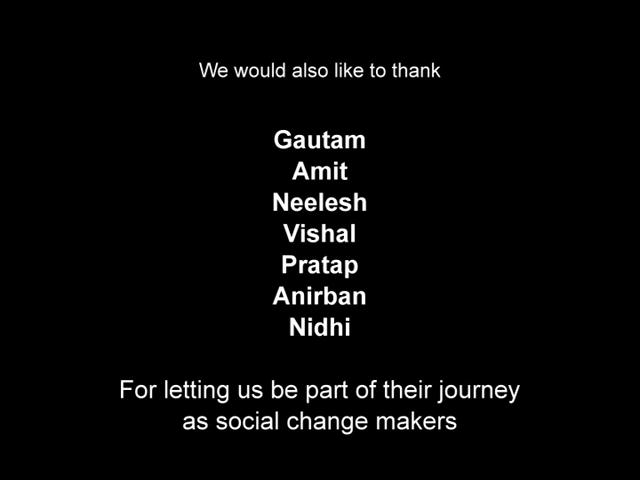 We would also like to thank
Gautam
Amit
Neelesh
Vishal
Pratap
Anirban
Nidhi
For letting us be part of their journey
as social change makers